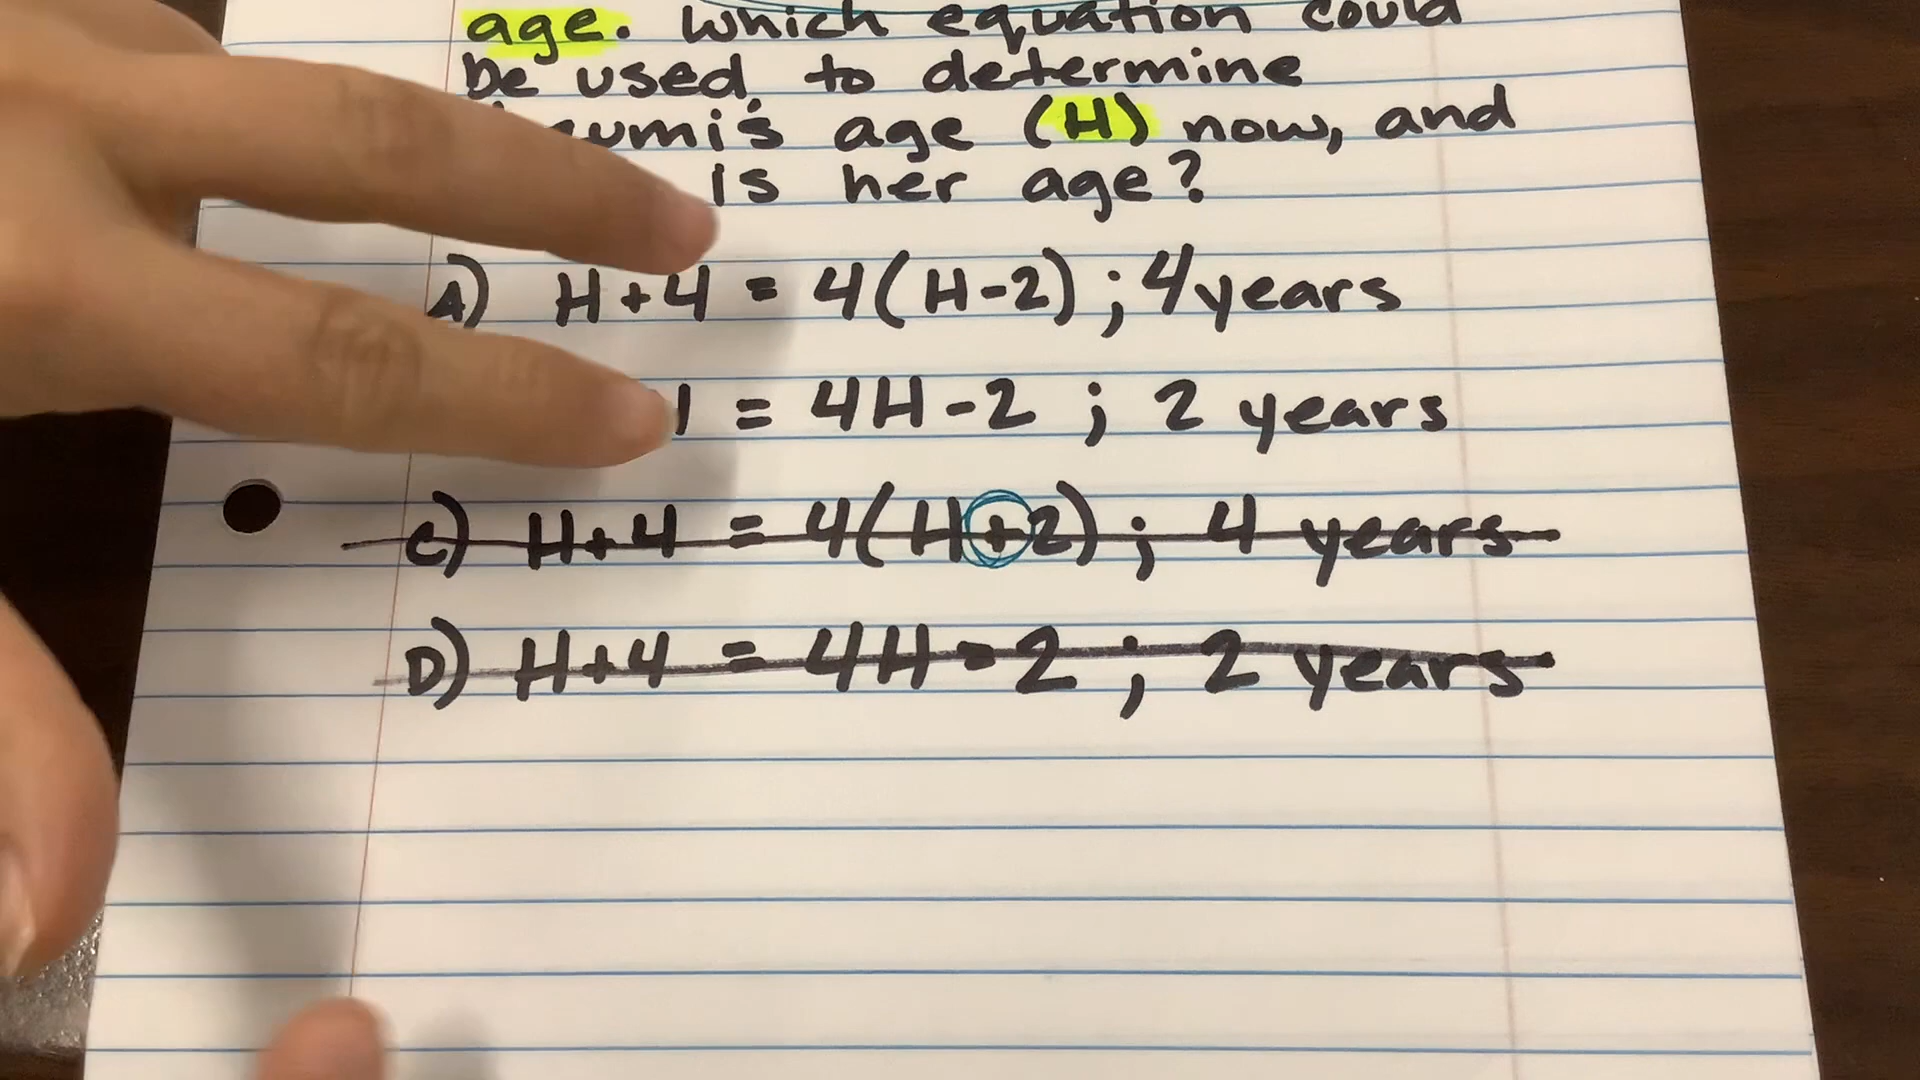 age. Which equation could
be used to determine
age (H) now, and
is her age?
A) H+4 = 4(H-2) ; 4 years
= 4H-2 ; 2 years
C) H+4 = 4(H+2) ; 4 years
D) H+4 = 4H-2 ; 2 years